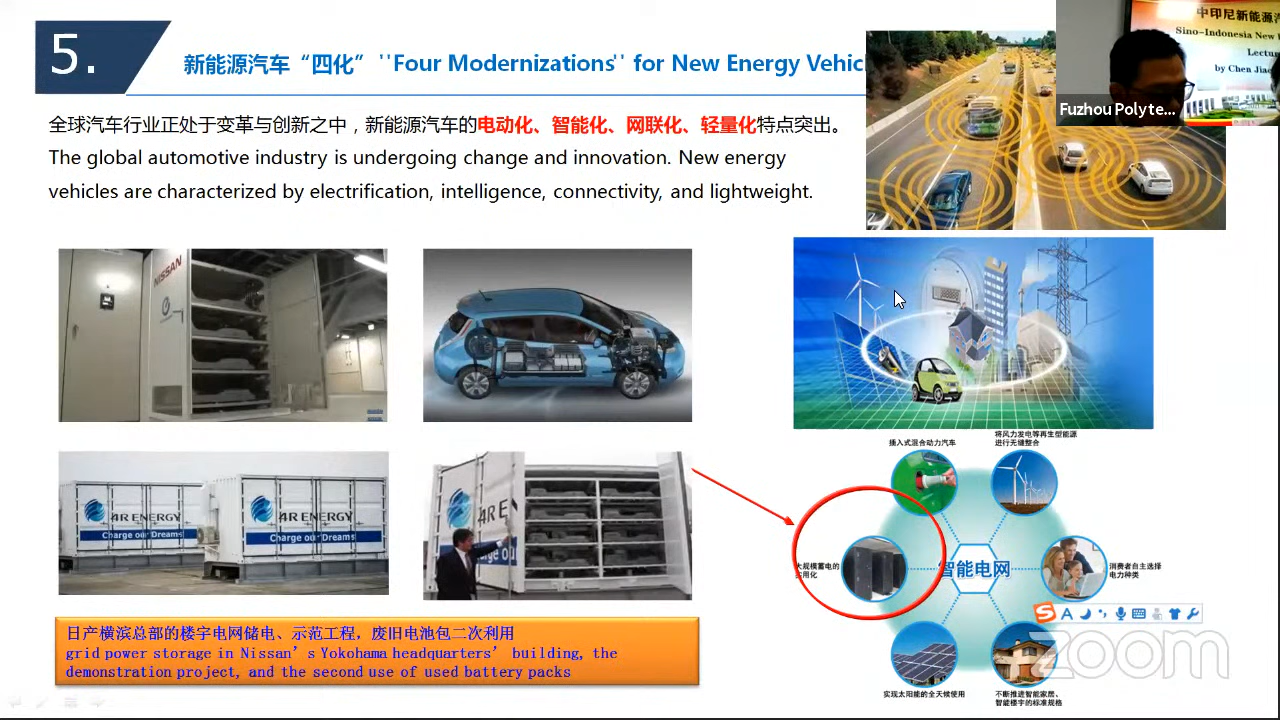 5.
新能源汽车“四化” ''Four Modernizations'' for New Energy Vehic
中印尼新能源汽
Sino-Indonesia New
Lectu
by Chen Jia
Fuzhou Polyte...
全球汽车行业正处于变革与创新之中，新能源汽车的电动化、智能化、网联化、轻量化特点突出。
The global automotive industry is undergoing change and innovation. New energy
vehicles are characterized by electrification, intelligence, connectivity, and lightweight.
NISSAN
4R ENERGY
Charge our Dreams
4R ENERGY
Charge our Dreams
4R E
插入式混合动力汽车
将风力发电等再生型能源
进行无缝整合
大规模蓄电的
用化
智能电网
消费者自主选择
电力种类
实现太阳能的全天候使用
不断推进智能家居、
智能楼宇的标准规格
日产横滨总部的楼宇电网储电、示范工程，废旧电池包二次利用
grid power storage in Nissan’s Yokohama headquarters’ building, the
demonstration project, and the second use of used battery packs
zoom